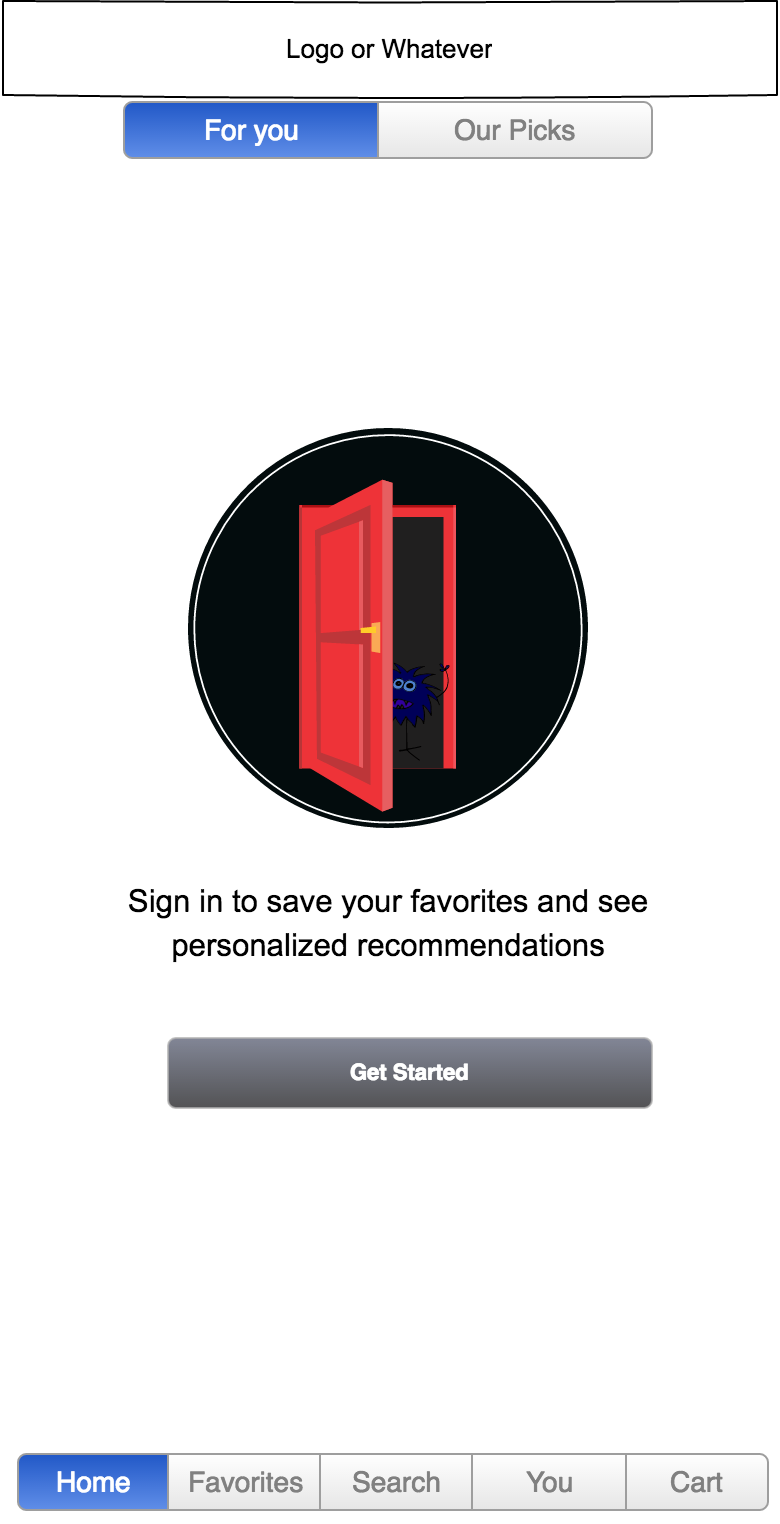 Logo or Whatever
For you Our Picks
Sign in to save your favorites and see
personalized recommendations
Get Started
Home Favorites Search You Cart